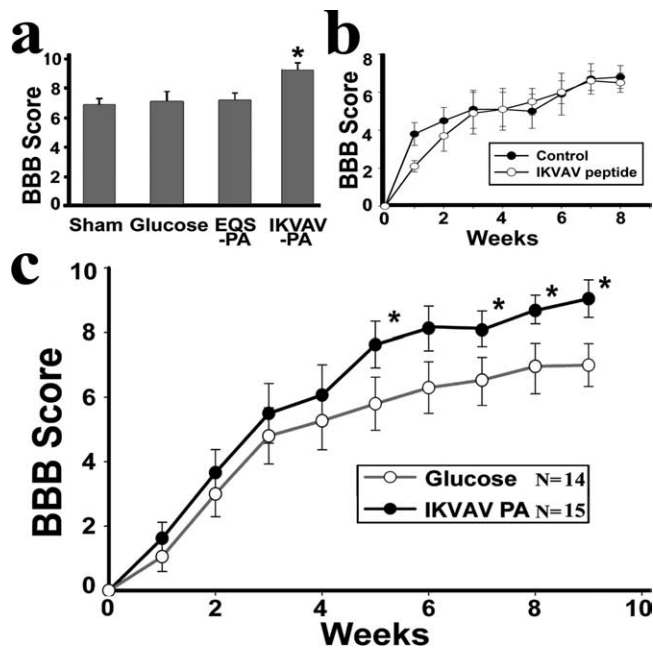 a
BBB Score
10
8
6
4
2
0
*
Sham
Glucose
EQS
-PA
IKVAV
-PA
b
BBB Score
8
6
4
2
0
Control
IKVAV peptide
0 2 4 6 8
Weeks
c
BBB Score
10
8
6
4
2
0
* * * *
Glucose N=14
IKVAV PA N=15
0 2 4 6 8 10
Weeks